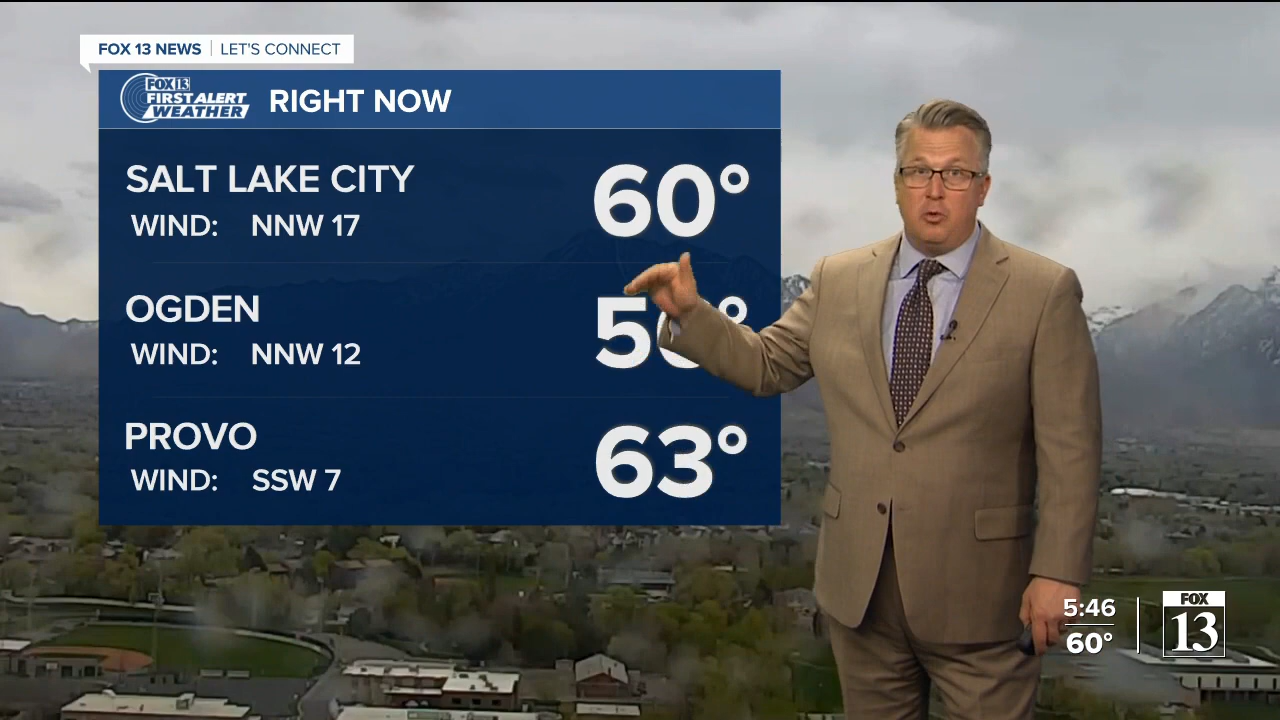 FOX 13 NEWS | LET'S CONNECT
FOX 13
FIRST ALERT
WEATHER
RIGHT NOW
SALT LAKE CITY
60°
WIND: NNW 17
OGDEN
WIND: NNW 12
PROVO
63°
WIND: SSW 7
5:46
60°
FOX
13